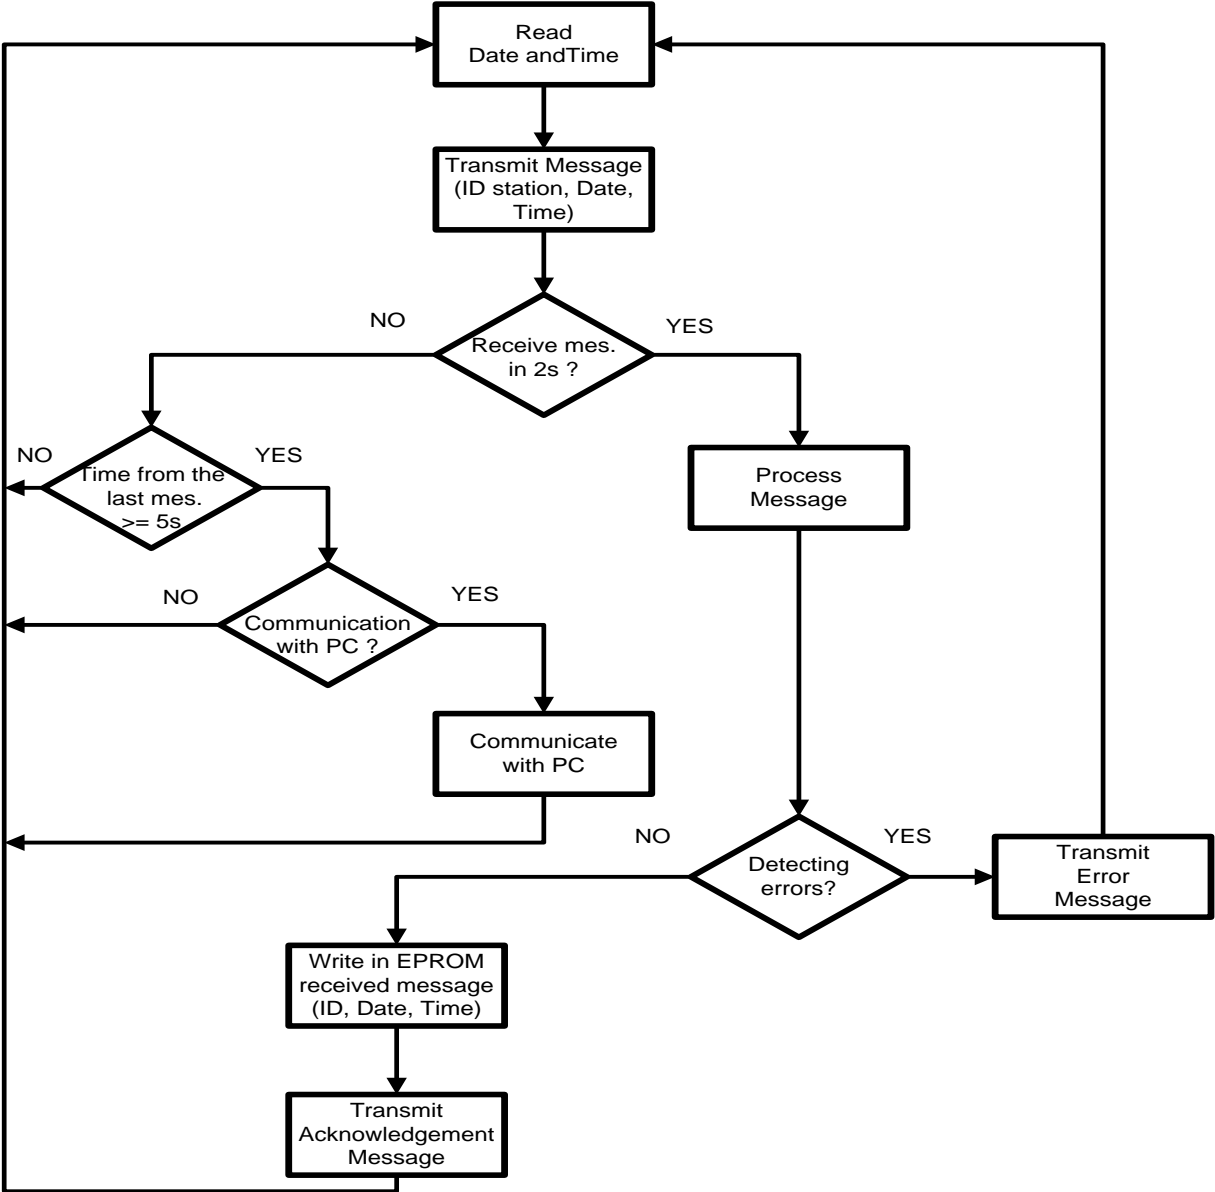 Read
Date andTime
Transmit Message
(ID station, Date,
Time)
NO
YES
Receive mes.
in 2s ?
NO
YES
Time from the
last mes.
>= 5s
Process
Message
NO
YES
Communication
with PC ?
Communicate
with PC
NO
YES
Detecting
errors?
Transmit
Error
Message
Write in EPROM
received message
(ID, Date, Time)
Transmit
Acknowledgement
Message